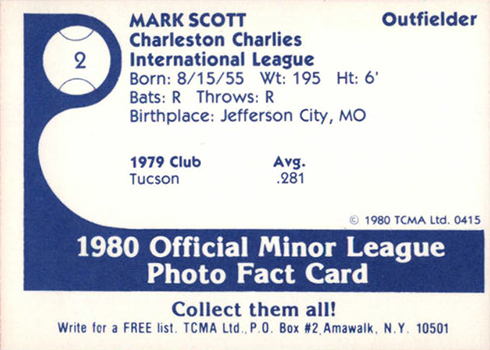 MARK SCOTT Outfielder
2 Charleston Charlies
International League
Born: 8/15/55 Wt: 195 Ht: 6'
Bats: R Throws: R
Birthplace: Jefferson City, MO
1979 Club Avg.
Tucson .281
© 1980 TCMA Ltd. 0415
1980 Official Minor League
Photo Fact Card
Collect them all!
Write for a FREE list. TCMA Ltd., P.O. Box #2, Amawalk, N.Y. 10501